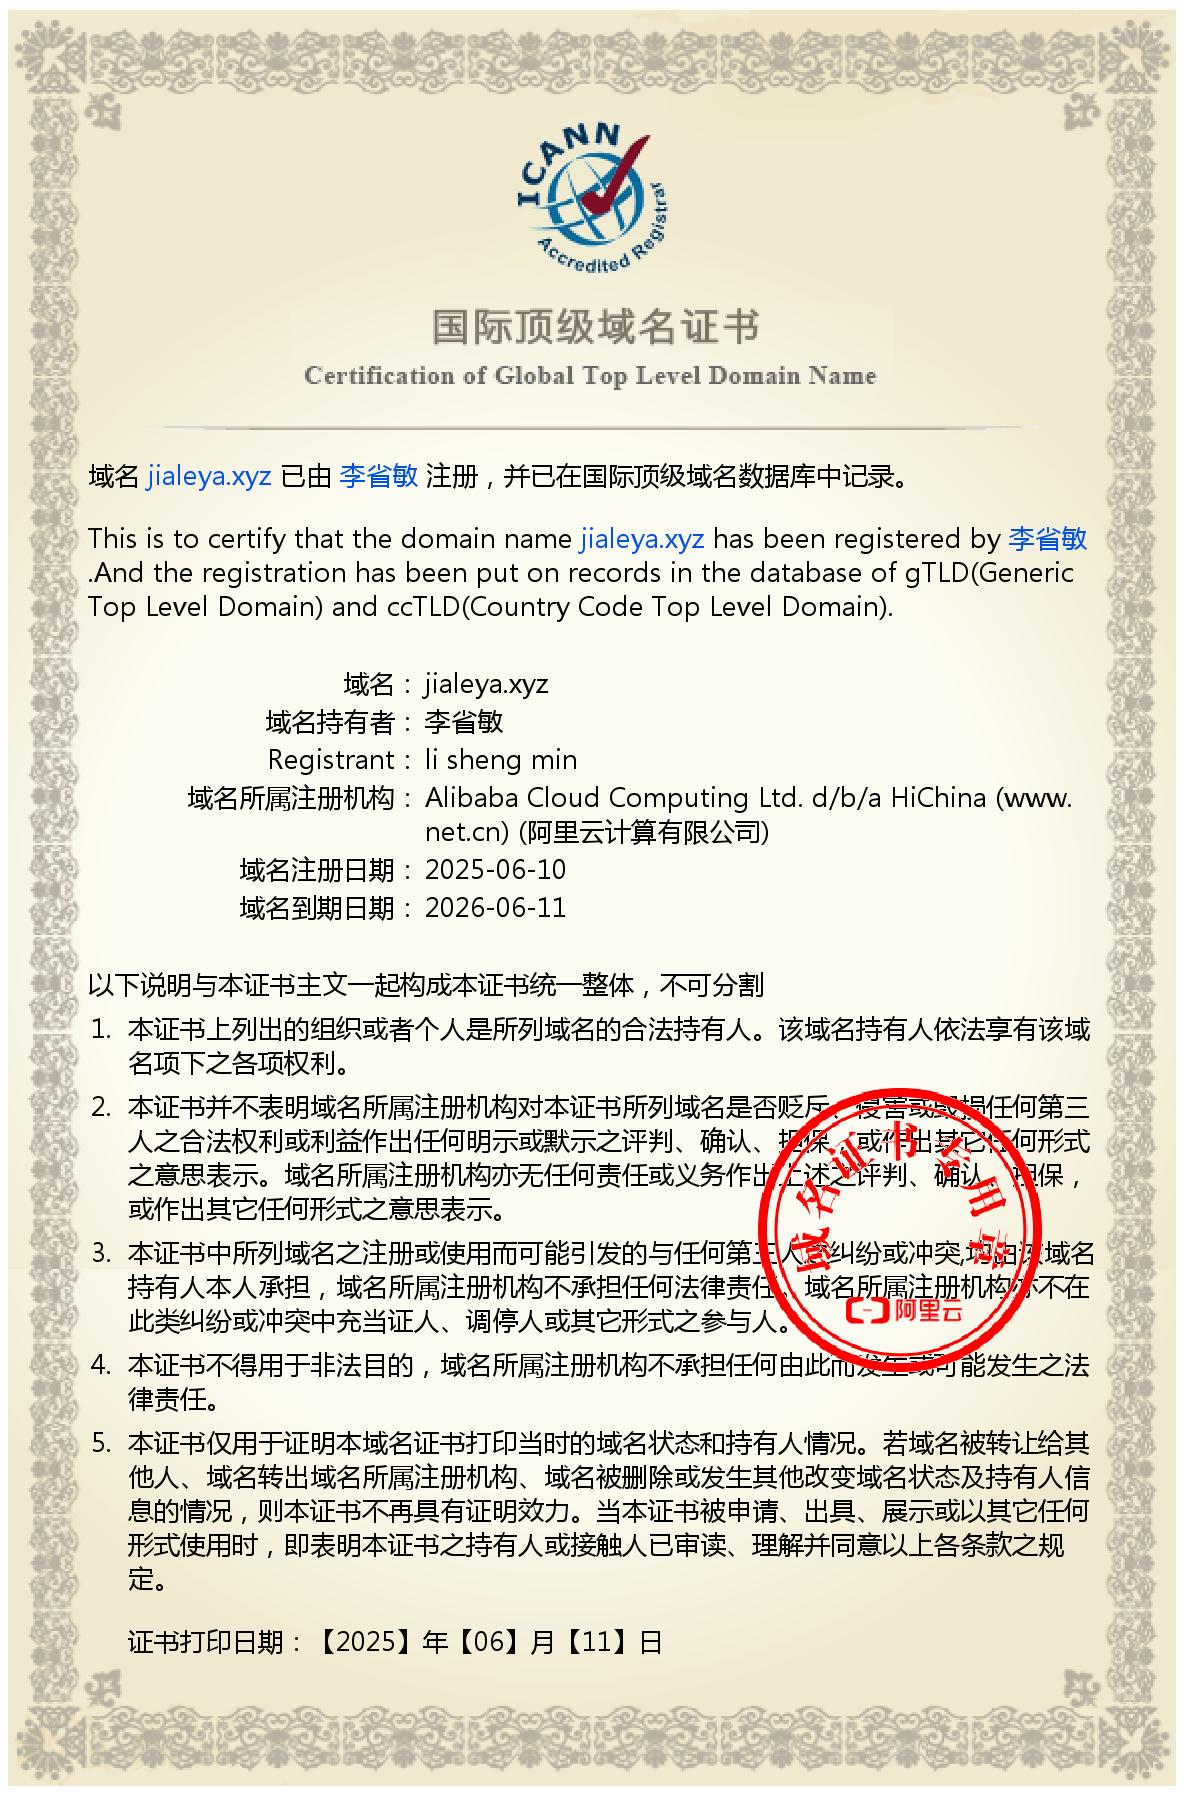 ICANN
Accredited Registrar
国际顶级域名证书
Certification of Global Top Level Domain Name
域名 jialeya.xyz 已由 李省敏 注册，并已在国际顶级域名数据库中记录。
This is to certify that the domain name jialeya.xyz has been registered by 李省敏
.And the registration has been put on records in the database of gTLD(Generic
Top Level Domain) and ccTLD(Country Code Top Level Domain).
域名： jialeya.xyz
域名持有者： 李省敏
Registrant： li sheng min
域名所属注册机构： Alibaba Cloud Computing Ltd. d/b/a HiChina (www.
net.cn) (阿里云计算有限公司)
域名注册日期： 2025-06-10
域名到期日期： 2026-06-11
以下说明与本证书主文一起构成本证书统一整体，不可分割
1. 本证书上列出的组织或者个人是所列域名的合法持有人。该域名持有人依法享有该域
名项下之各项权利。
2. 本证书并不表明域名所属注册机构对本证书所列域名是否贬斥、侵害或毁损任何第三
人之合法权利或利益作出任何明示或默示之评判、确认、担保，或作出其它任何形式
之意思表示。域名所属注册机构亦无任何责任或义务作出上述之评判、确认、担保，
或作出其它任何形式之意思表示。
3. 本证书中所列域名之注册或使用而可能引发的与任何第三人之纠纷或冲突,均由该域名
持有人本人承担，域名所属注册机构不承担任何法律责任。域名所属注册机构亦不在
此类纠纷或冲突中充当证人、调停人或其它形式之参与人。
4. 本证书不得用于非法目的，域名所属注册机构不承担任何由此而发生或可能发生之法
律责任。
5. 本证书仅用于证明本域名证书打印当时的域名状态和持有人情况。若域名被转让给其
他人、域名转出域名所属注册机构、域名被删除或发生其他改变域名状态及持有人信
息的情况，则本证书不再具有证明效力。当本证书被申请、出具、展示或以其它任何
形式使用时，即表明本证书之持有人或接触人已审读、理解并同意以上各条款之规
定。
域名证书专用章
阿里云
证书打印日期：【2025】年【06】月【11】日